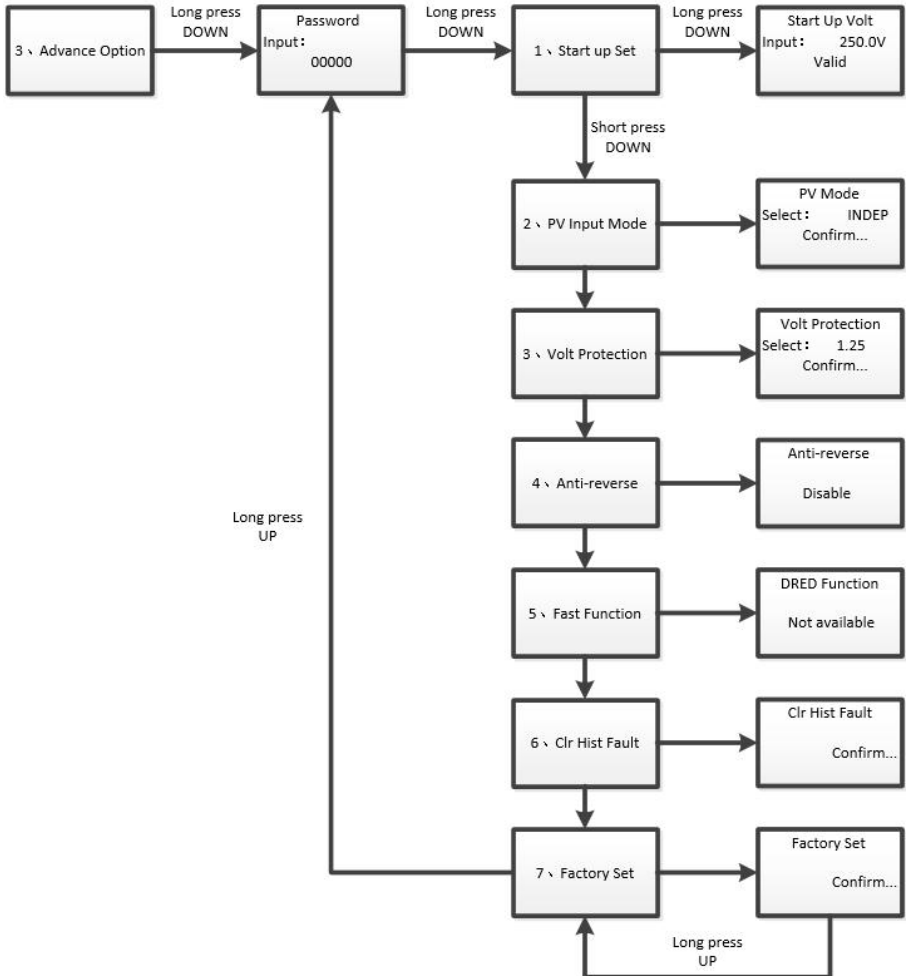 Long press
DOWN
Long press
DOWN
Long press
DOWN
3、Advance Option
Password
Input：
00000
1、Start up Set
Start Up Volt
Input： 250.0V
Valid
Short press
DOWN
2、PV Input Mode
PV Mode
Select： INDEP
Confirm...
3、Volt Protection
Volt Protection
Select： 1.25
Confirm...
4、Anti-reverse
Anti-reverse
Disable
Long press
UP
5、Fast Function
DRED Function
Not available
6、Clr Hist Fault
Clr Hist Fault
Confirm...
7、Factory Set
Factory Set
Confirm...
Long press
UP